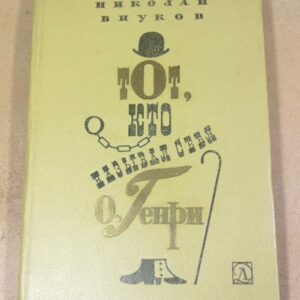 НИКОЛАЙ
ВНУКОВ
ТОТ,
КТО
НАЗЫВАЛ СЕБЯ
О. Генри